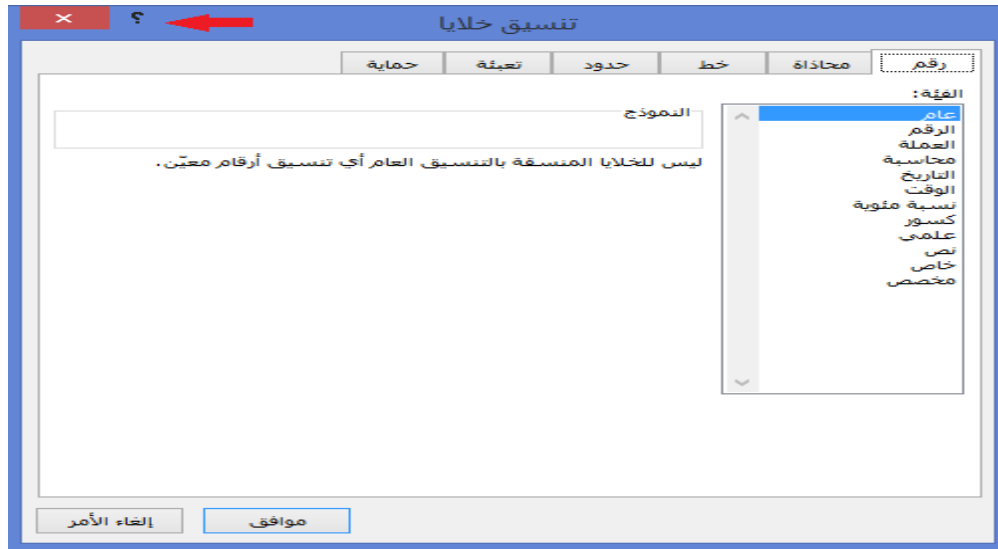 تنسيق خلايا ؟
رقم محاذاة خط حدود تعبئة حماية
الفئة:
عام
الرقم
العملة
محاسبة
التاريخ
الوقت
نسبة مئوية
كسور
علمي
نص
خاص
مخصص
النموذج
ليس للخلايا المنسقة بالتنسيق العام أي تنسيق أرقام معيّن.
موافق إلغاء الأمر